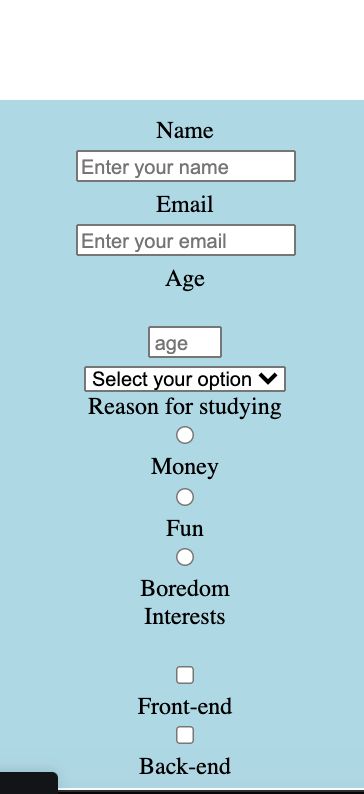 Name
Enter your name
Email
Enter your email
Age
age
Select your option
Reason for studying
Money
Fun
Boredom
Interests
Front-end
Back-end